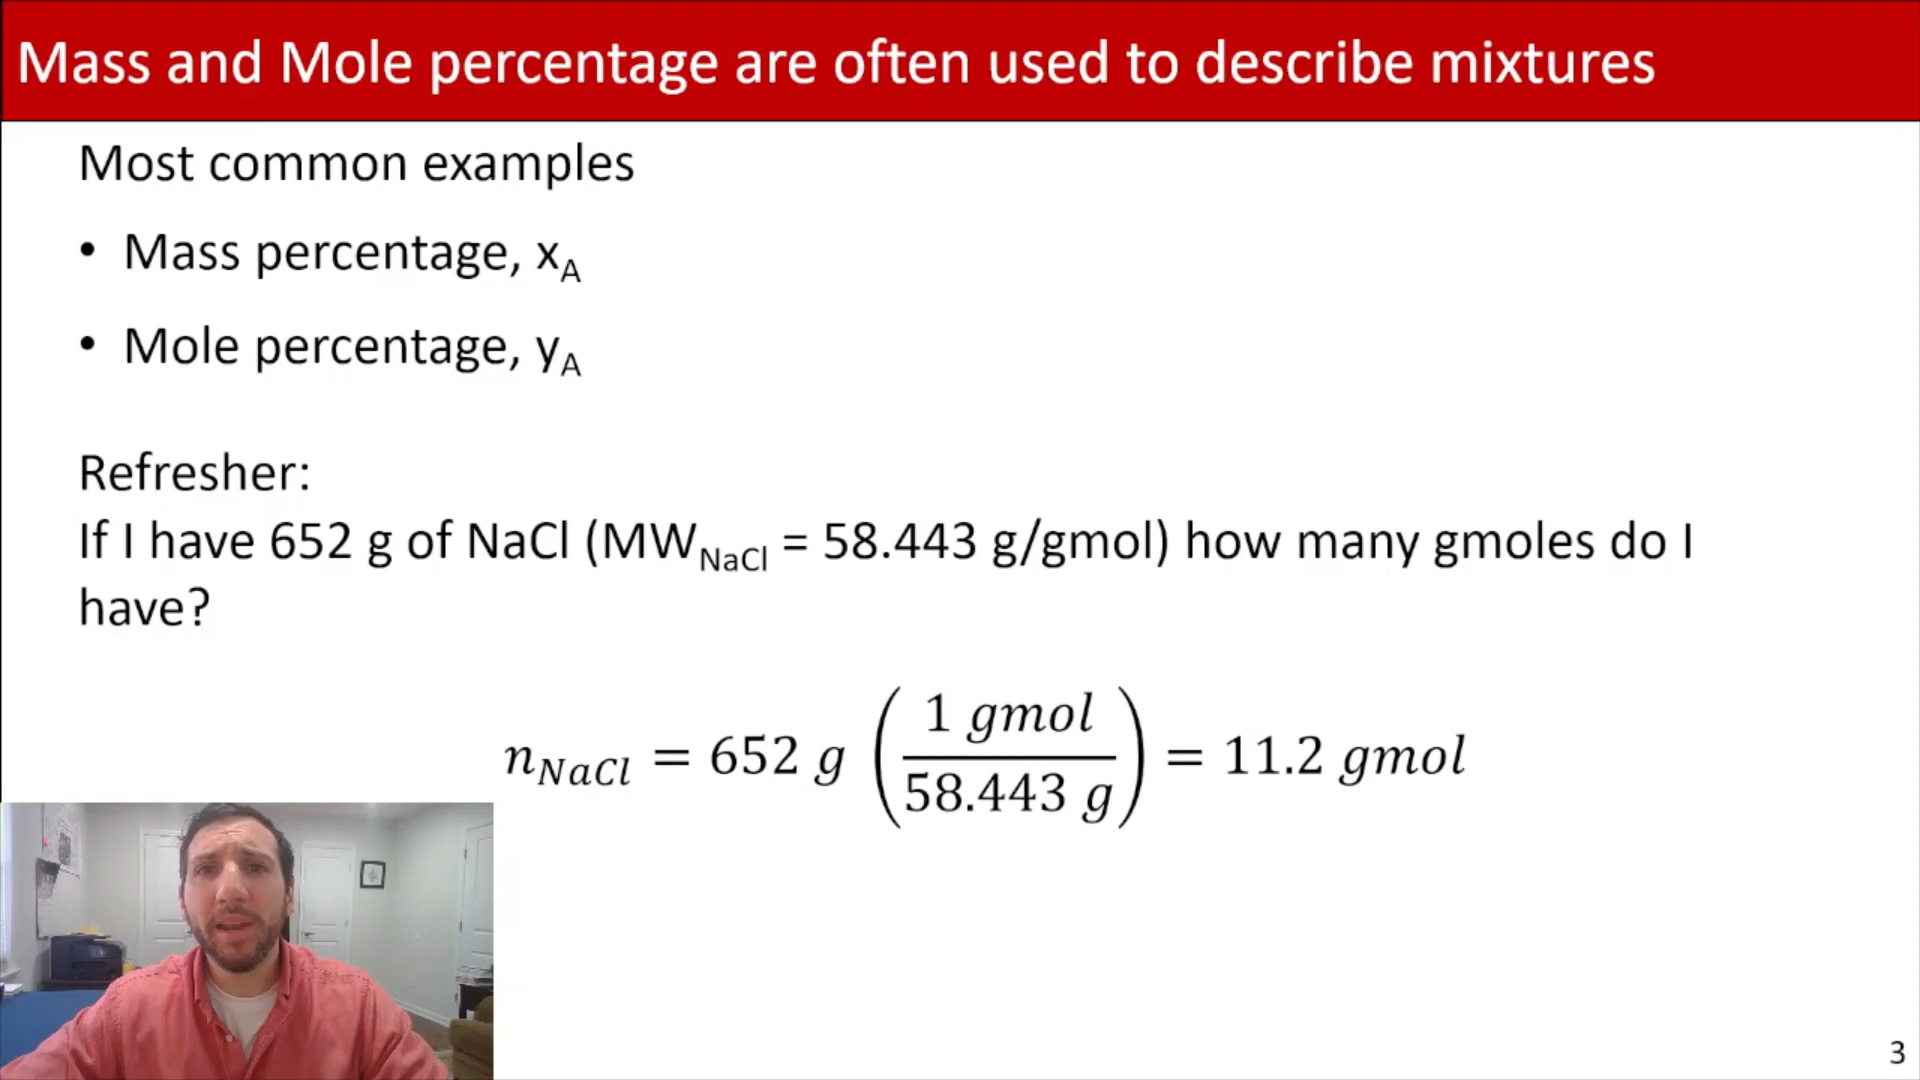 Mass and Mole percentage are often used to describe mixtures
Most common examples
• Mass percentage, x_A
• Mole percentage, y_A
Refresher:
If I have 652 g of NaCl (MW_NaCl = 58.443 g/gmol) how many gmoles do I
have?
n_NaCl = 652 g (1 gmol / 58.443 g) = 11.2 gmol
3